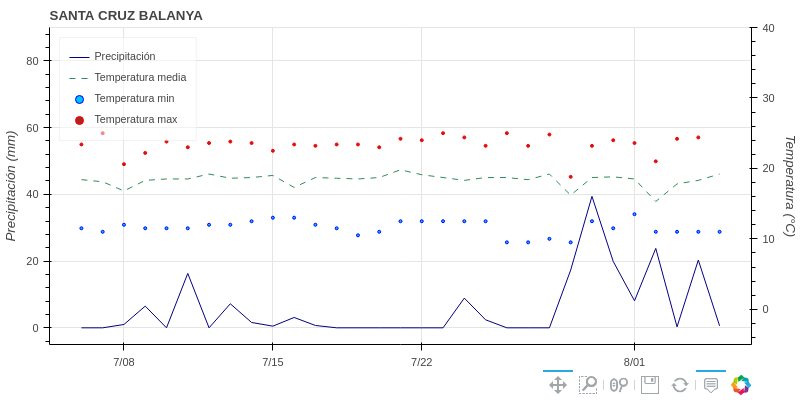 SANTA CRUZ BALANYA
Precipitación
Temperatura media
Temperatura min
Temperatura max
Precipitación (mm)
80
60
40
20
0
Temperatura (°C)
40
30
20
10
0
7/08
7/15
7/22
8/01